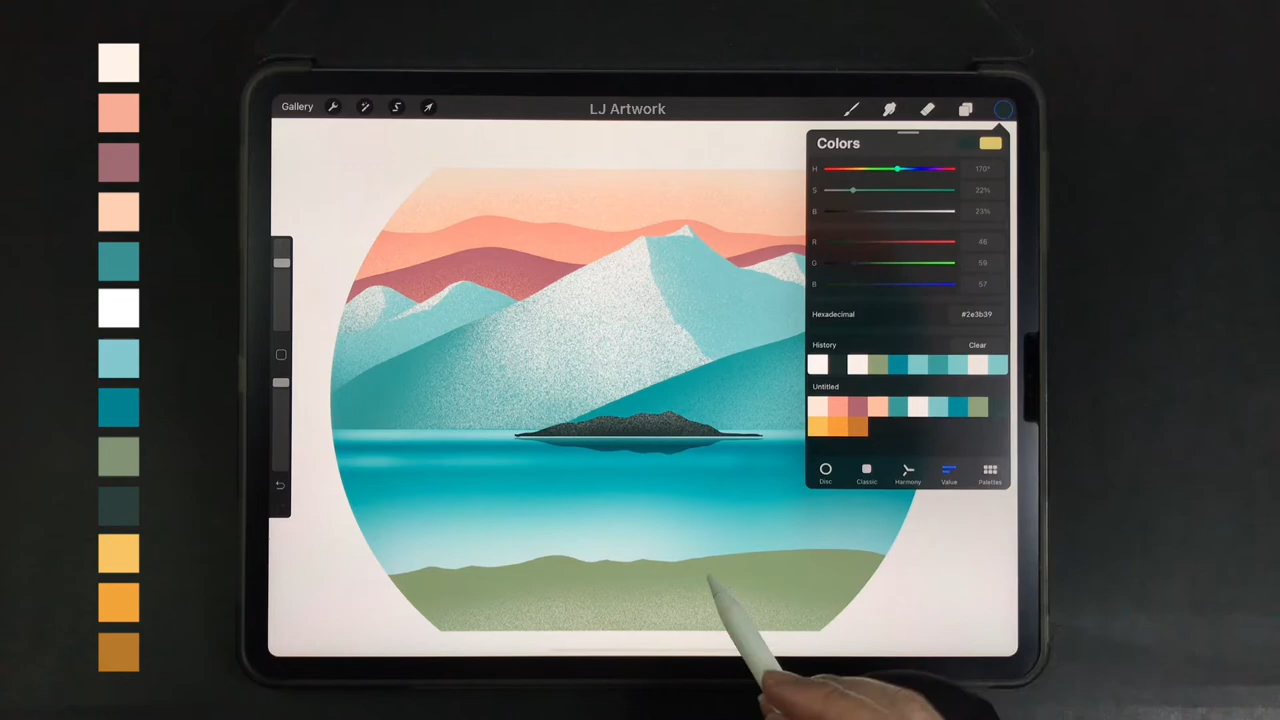 Gallery
LJ Artwork
Colors
H 170°
S 22%
B 23%
R 46
G 59
B 57
Hexadecimal #2e3b39
History Clear
Untitled
Disc Classic Harmony Value Palettes